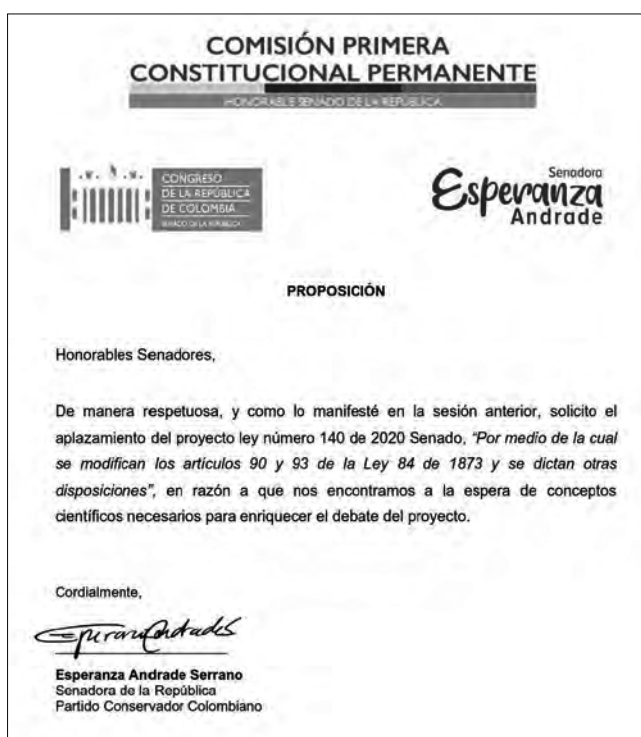 COMISIÓN PRIMERA
CONSTITUCIONAL PERMANENTE
HONORABLE SENADO DE LA REPÚBLICA
CONGRESO
DE LA REPÚBLICA
DE COLOMBIA
SENADO DE LA REPÚBLICA
Senadora
Esperanza
Andrade
PROPOSICIÓN
Honorables Senadores,
De manera respetuosa, y como lo manifesté en la sesión anterior, solicito el
aplazamiento del proyecto ley número 140 de 2020 Senado, "Por medio de la cual
se modifican los artículos 90 y 93 de la Ley 84 de 1873 y se dictan otras
disposiciones", en razón a que nos encontramos a la espera de conceptos
científicos necesarios para enriquecer el debate del proyecto.
Cordialmente,
Esperanza Andrade Serrano
Senadora de la República
Partido Conservador Colombiano